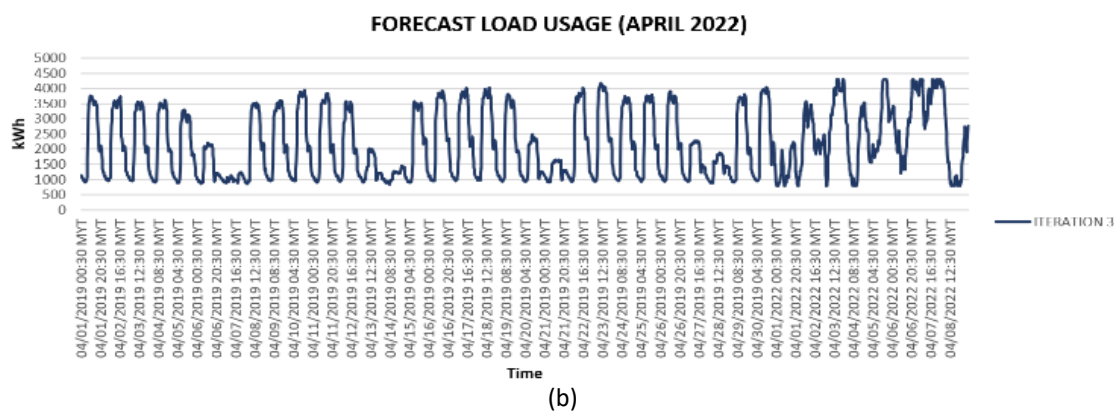 FORECAST LOAD USAGE (APRIL 2022)
5000
4500
4000
3500
3000
2500
2000
1500
1000
500
0
kWh
04/01/2019 00:30 MYT
04/01/2019 20:30 MYT
04/02/2019 16:30 MYT
04/03/2019 12:30 MYT
04/04/2019 08:30 MYT
04/05/2019 04:30 MYT
04/06/2019 00:30 MYT
04/06/2019 20:30 MYT
04/07/2019 16:30 MYT
04/08/2019 12:30 MYT
04/09/2019 08:30 MYT
04/10/2019 04:30 MYT
04/11/2019 00:30 MYT
04/11/2019 20:30 MYT
04/12/2019 16:30 MYT
04/13/2019 12:30 MYT
04/14/2019 08:30 MYT
04/15/2019 04:30 MYT
04/16/2019 00:30 MYT
04/16/2019 20:30 MYT
04/17/2019 16:30 MYT
04/18/2019 12:30 MYT
04/19/2019 08:30 MYT
04/20/2019 04:30 MYT
04/21/2019 00:30 MYT
04/21/2019 20:30 MYT
04/22/2019 16:30 MYT
04/23/2019 12:30 MYT
04/24/2019 08:30 MYT
04/25/2019 04:30 MYT
04/26/2019 00:30 MYT
04/26/2019 20:30 MYT
04/27/2019 16:30 MYT
04/28/2019 12:30 MYT
04/29/2019 08:30 MYT
04/30/2019 04:30 MYT
04/01/2022 00:30 MYT
04/01/2022 20:30 MYT
04/02/2022 16:30 MYT
04/03/2022 12:30 MYT
04/04/2022 08:30 MYT
04/05/2022 04:30 MYT
04/06/2022 00:30 MYT
04/06/2022 20:30 MYT
04/07/2022 16:30 MYT
04/08/2022 12:30 MYT
ITERATION 3
Time
(b)